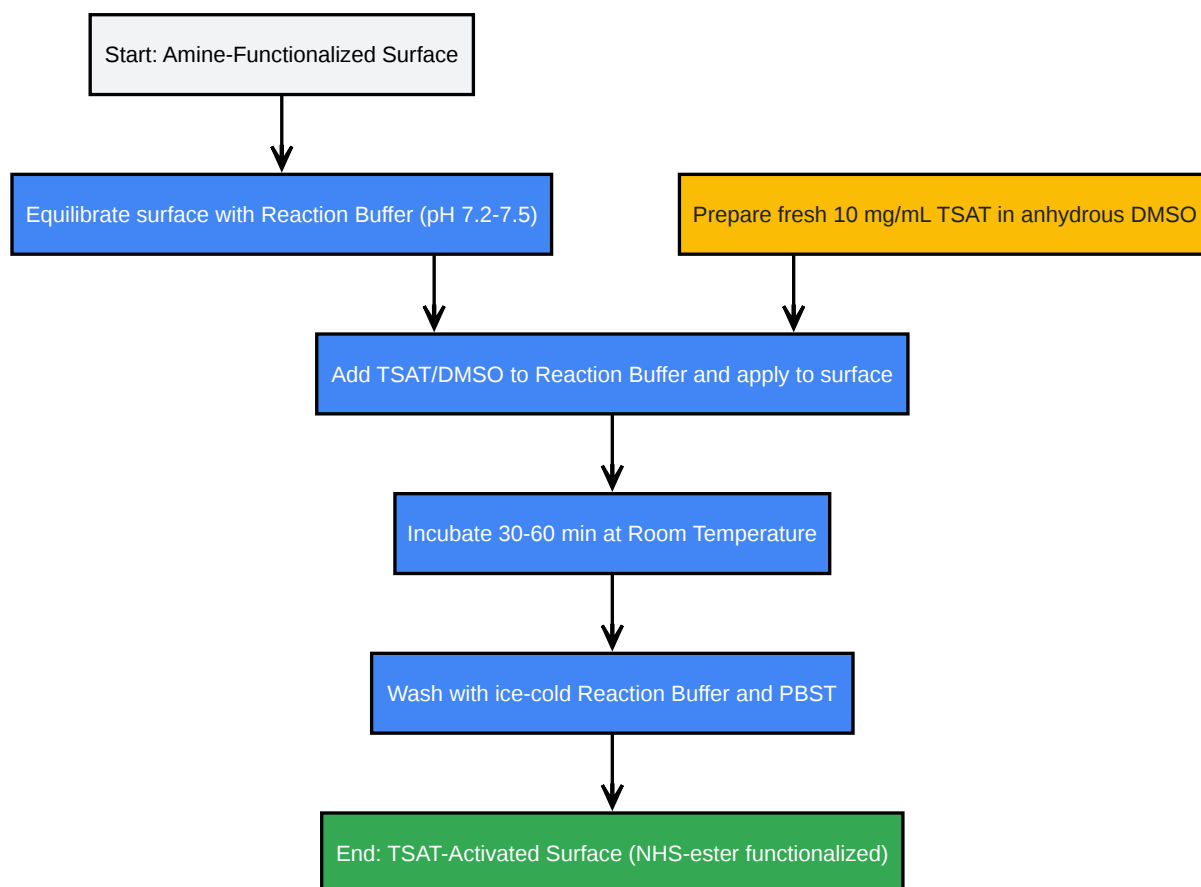 Start: Amine-Functionalized Surface
Equilibrate surface with Reaction Buffer (pH 7.2-7.5)
Prepare fresh 10 mg/mL TSAT in anhydrous DMSO
Add TSAT/DMSO to Reaction Buffer and apply to surface
Incubate 30-60 min at Room Temperature
Wash with ice-cold Reaction Buffer and PBST
End: TSAT-Activated Surface (NHS-ester functionalized)